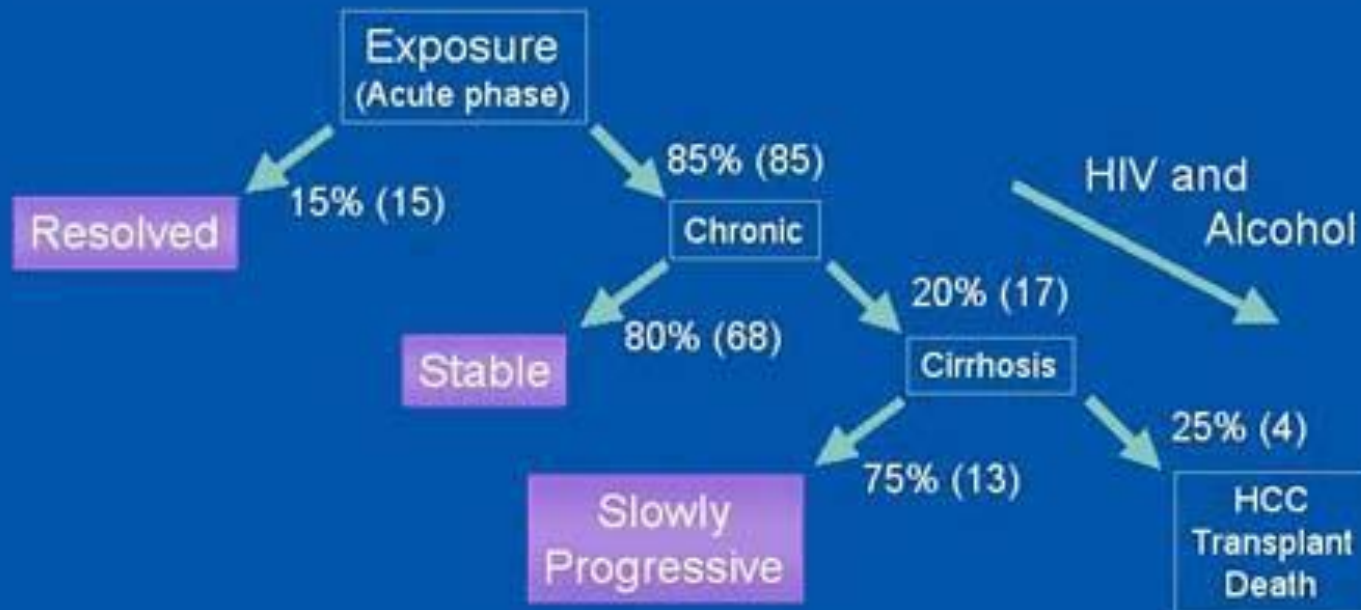 Exposure
(Acute phase)
85% (85)
HIV and
Alcohol
15% (15)
Resolved
Chronic
20% (17)
80% (68)
Stable
Cirrhosis
25% (4)
75% (13)
Slowly
Progressive
HCC
Transplant
Death